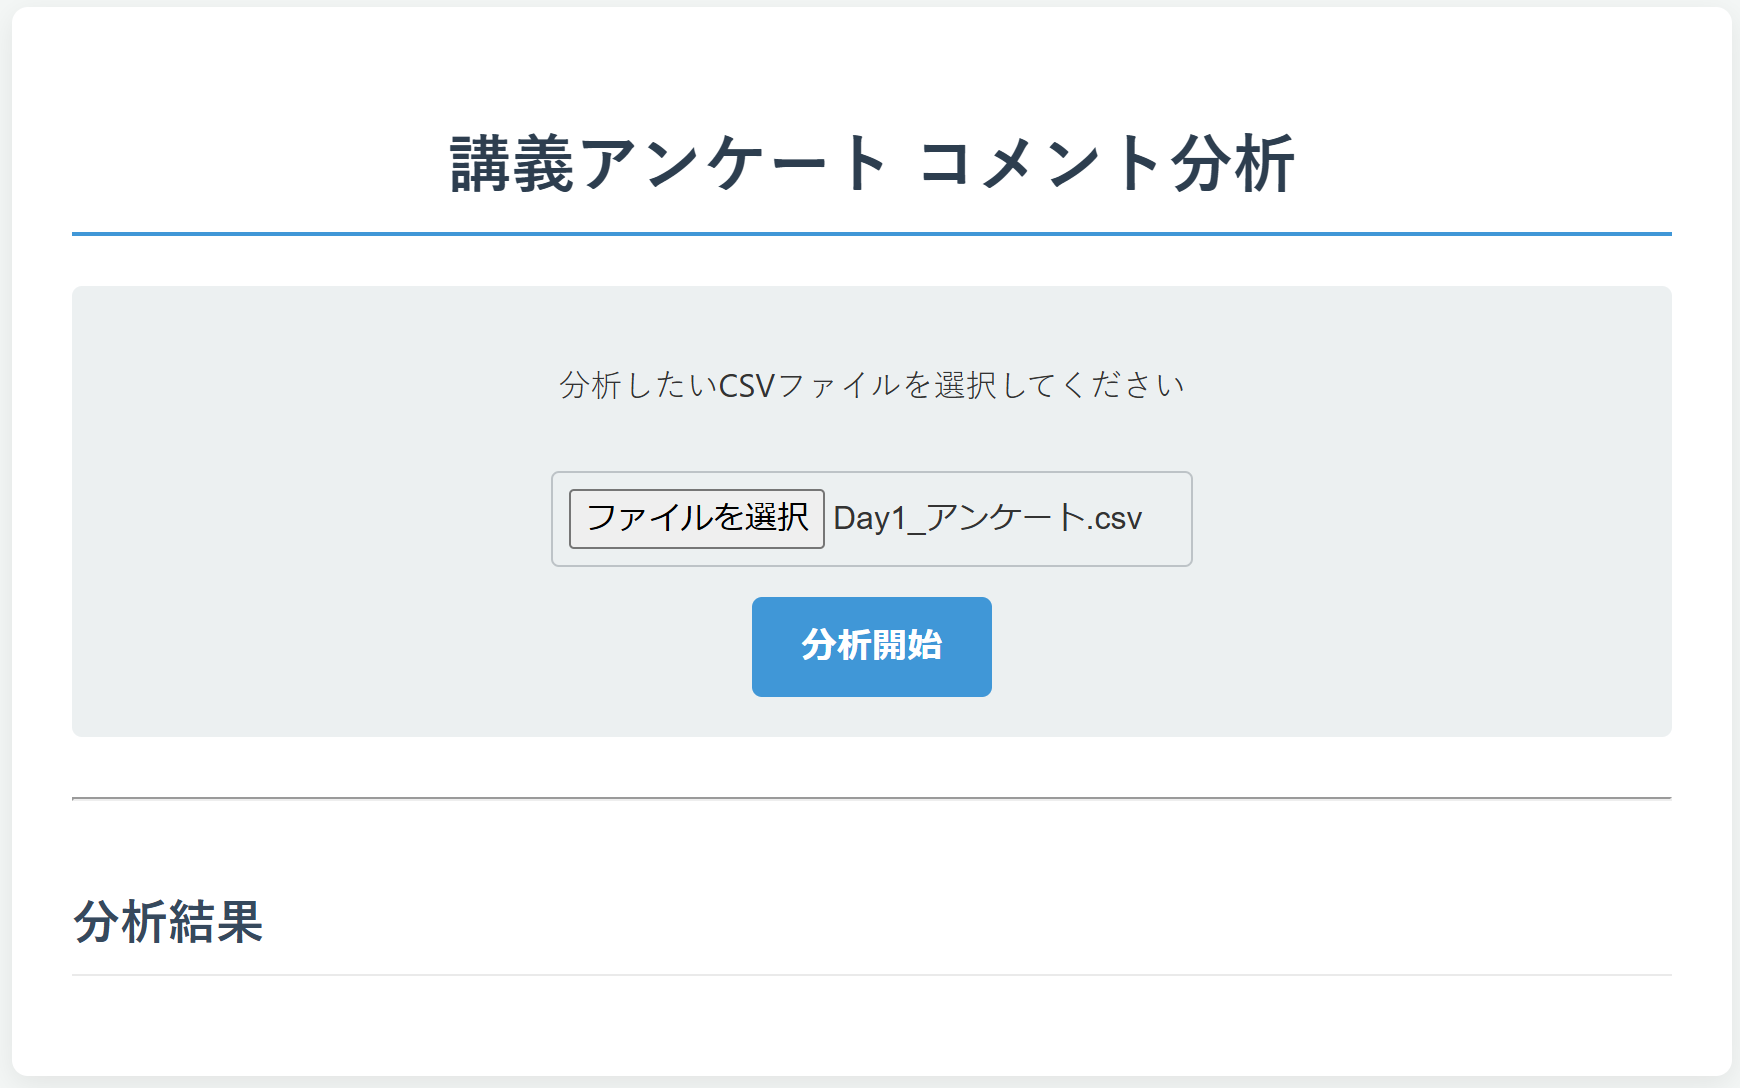 講義アンケート コメント分析
分析したいCSVファイルを選択してください
ファイルを選択 Day1_アンケート.csv
分析開始
分析結果